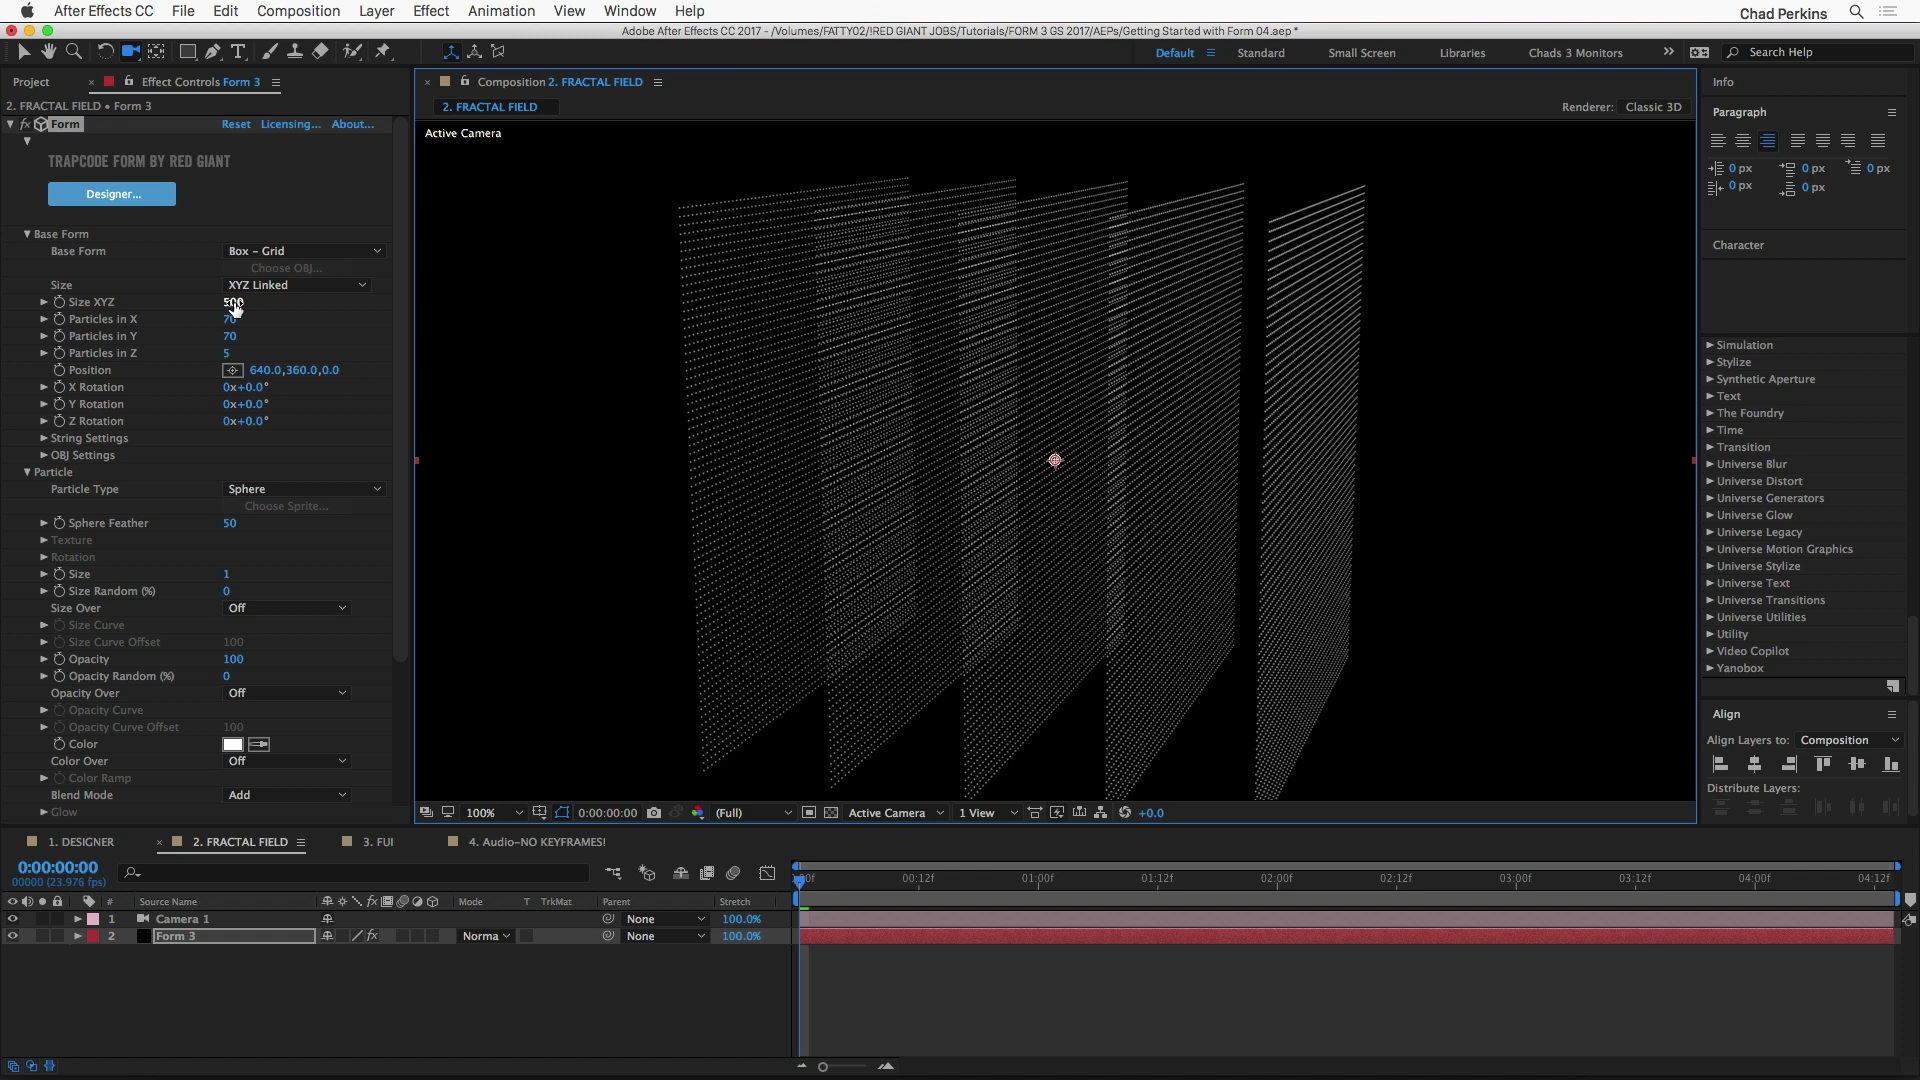 After Effects CC File Edit Composition Layer Effect Animation View Window Help Chad Perkins
Adobe After Effects CC 2017 - /Volumes/FATTY02/!RED GIANT JOBS/Tutorials/FORM 3 GS 2017/AEPs/Getting Started with Form 04.aep *
Default Standard Small Screen Libraries Chads 3 Monitors Search Help
Project Effect Controls Form 3
2. FRACTAL FIELD • Form 3
fx Form Reset Licensing... About...
TRAPCODE FORM BY RED GIANT
Designer...
Base Form
Base Form Box - Grid
Choose OBJ...
Size XYZ Linked
Size XYZ 500
Particles in X 70
Particles in Y 70
Particles in Z 5
Position 640.0,360.0,0.0
X Rotation 0x+0.0°
Y Rotation 0x+0.0°
Z Rotation 0x+0.0°
String Settings
OBJ Settings
Particle
Particle Type Sphere
Choose Sprite...
Sphere Feather 50
Texture
Rotation
Size 1
Size Random (%) 0
Size Over Off
Size Curve
Size Curve Offset 100
Opacity 100
Opacity Random (%) 0
Opacity Over Off
Opacity Curve
Opacity Curve Offset 100
Color
Color Over Off
Color Ramp
Blend Mode Add
Glow
Composition 2. FRACTAL FIELD
2. FRACTAL FIELD Renderer: Classic 3D
Active Camera
100% 0:00:00:00 (Full) Active Camera 1 View +0.0
Info
Paragraph
0 px 0 px 0 px
0 px 0 px
Character
Simulation
Stylize
Synthetic Aperture
Text
The Foundry
Time
Transition
Universe Blur
Universe Distort
Universe Generators
Universe Glow
Universe Legacy
Universe Motion Graphics
Universe Stylize
Universe Text
Universe Transitions
Universe Utilities
Utility
Video Copilot
Yanobox
Align
Align Layers to: Composition
Distribute Layers:
1. DESIGNER 2. FRACTAL FIELD 3. FUI 4. Audio-NO KEYFRAMES!
0:00:00:00
00000 (23.976 fps)
00f 00:12f 01:00f 01:12f 02:00f 02:12f 03:00f 03:12f 04:00f 04:12f
# Source Name fx Mode T TrkMat Parent Stretch
1 Camera 1 None 100.0%
2 Form 3 fx Norma None 100.0%